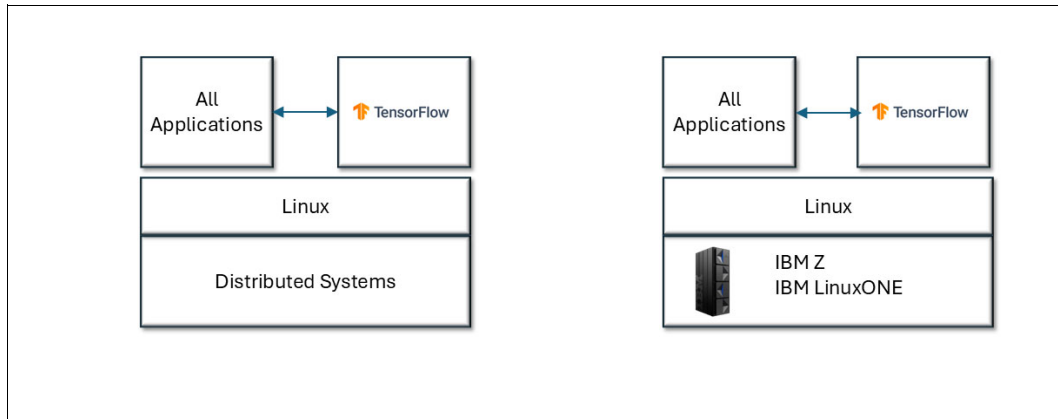 All
Applications
TensorFlow
Linux
Distributed Systems
All
Applications
TensorFlow
Linux
IBM Z
IBM LinuxONE